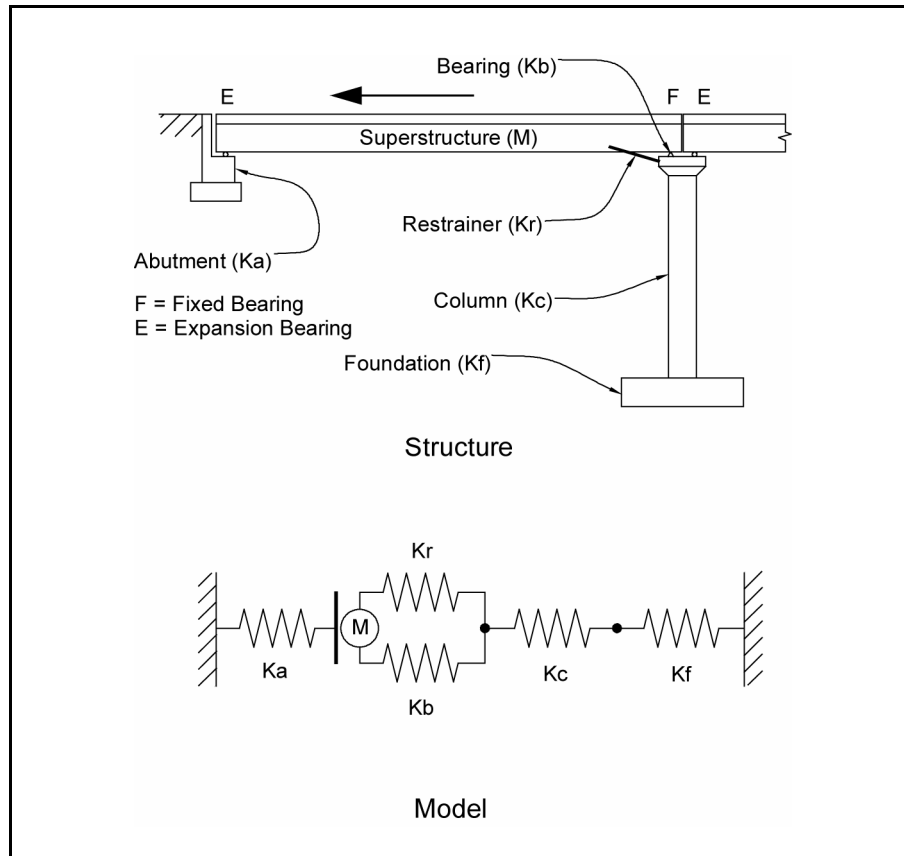 Bearing (Kb)
E
F E
Superstructure (M)
Restrainer (Kr)
Abutment (Ka)
F = Fixed Bearing
E = Expansion Bearing
Column (Kc)
Foundation (Kf)
Structure
Kr
M
Ka
Kb
Kc
Kf
Model